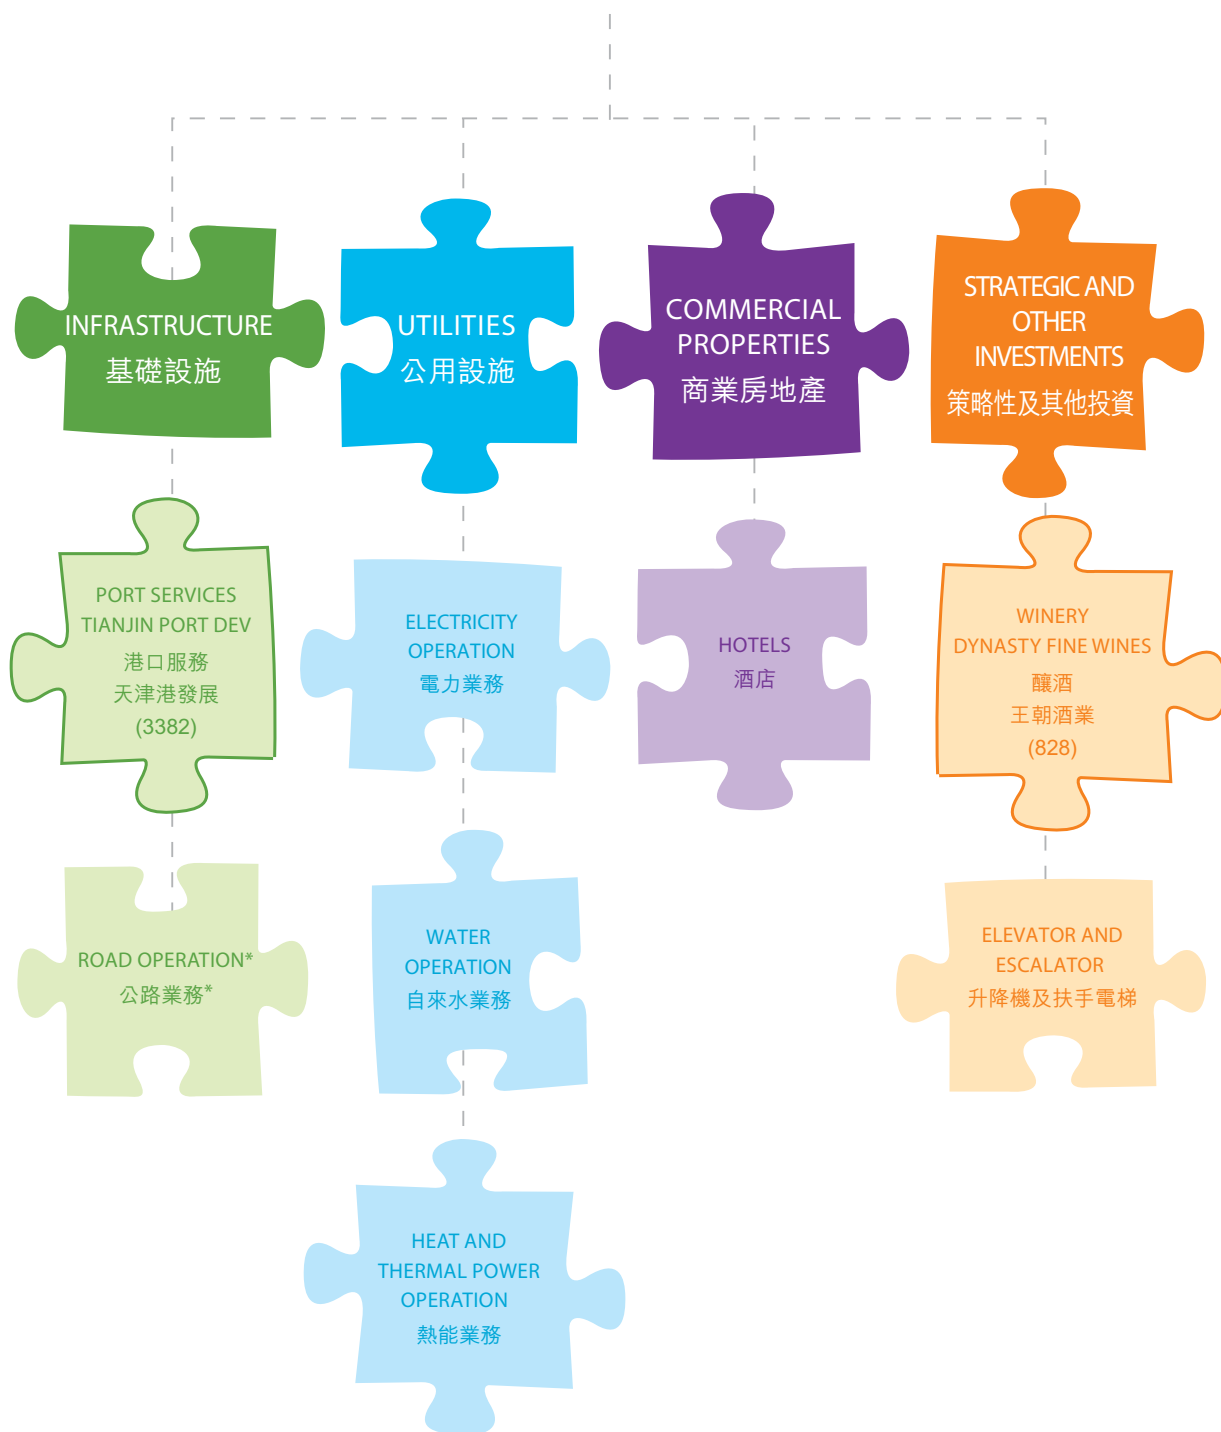 INFRASTRUCTURE
基礎設施
UTILITIES
公用設施
COMMERCIAL
PROPERTIES
商業房地產
STRATEGIC AND
OTHER
INVESTMENTS
策略性及其他投資
PORT SERVICES
TIANJIN PORT DEV
港口服務
天津港發展
(3382)
ELECTRICITY
OPERATION
電力業務
HOTELS
酒店
WINERY
DYNASTY FINE WINES
釀酒
王朝酒業
(828)
ROAD OPERATION*
公路業務*
WATER
OPERATION
自來水業務
ELEVATOR AND
ESCALATOR
升降機及扶手電梯
HEAT AND
THERMAL POWER
OPERATION
熱能業務